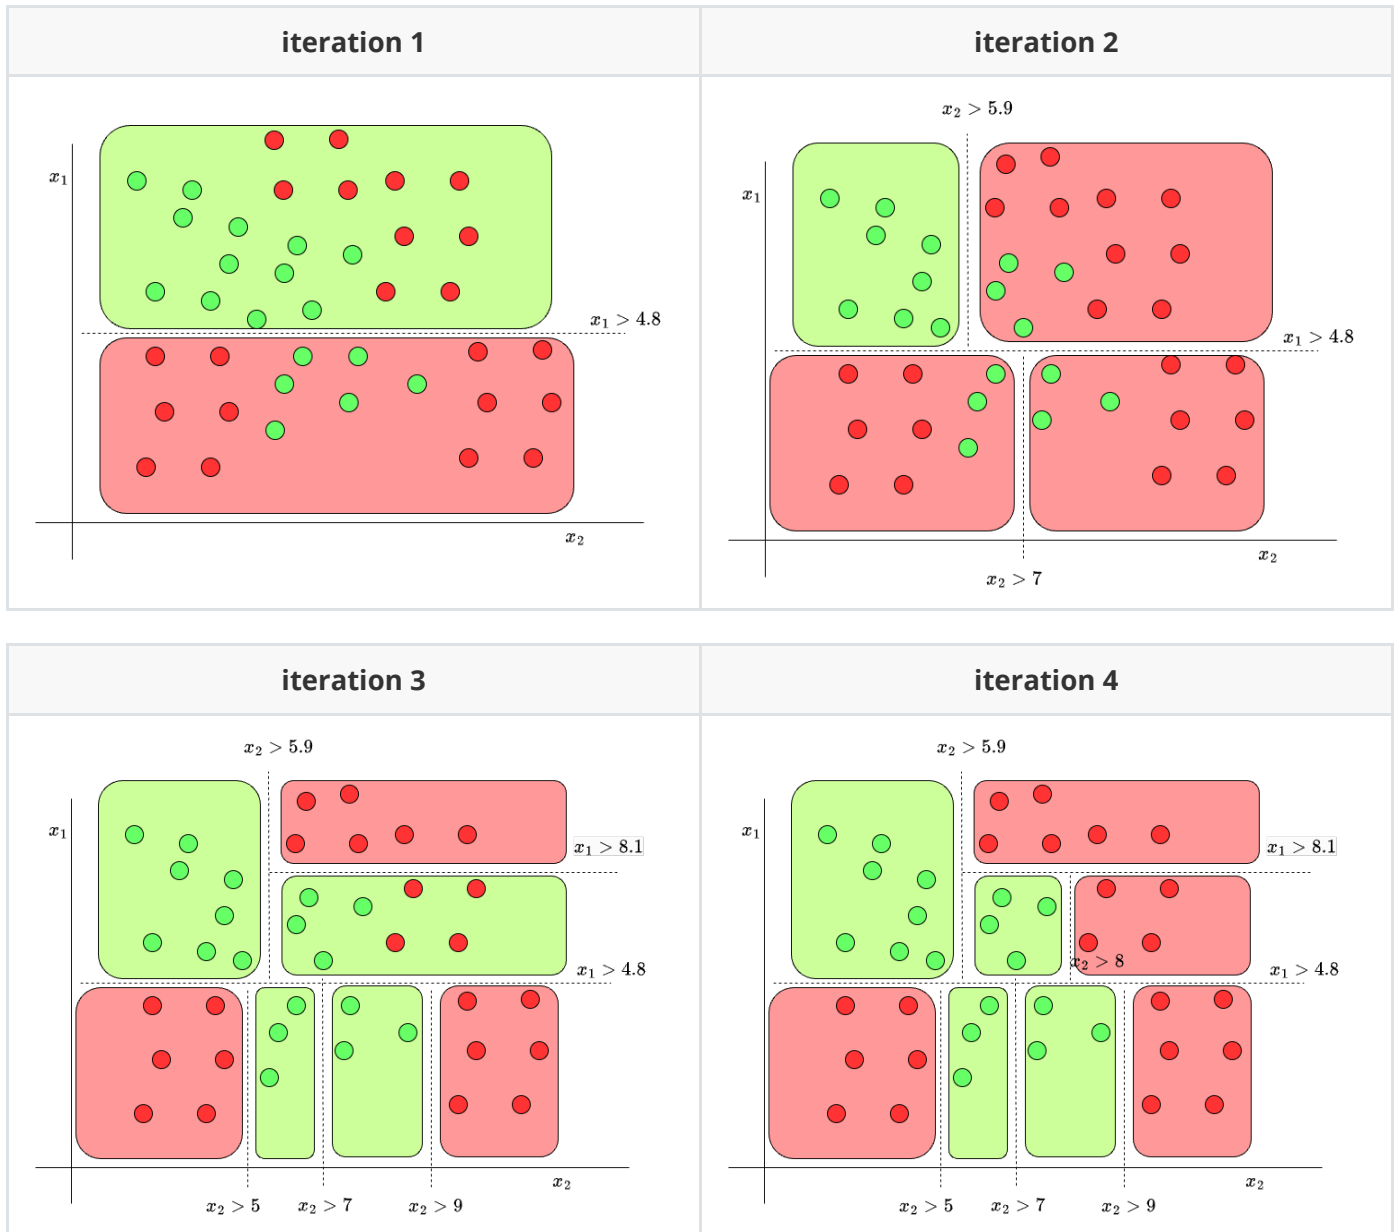 iteration 1
iteration 2
x₁
x₁ > 4.8
x₂
x₂ > 5.9
x₁
x₁ > 4.8
x₂
x₂ > 7
iteration 3
iteration 4
x₂ > 5.9
x₁
x₁ > 8.1
x₁ > 4.8
x₂
x₂ > 5
x₂ > 7
x₂ > 9
x₂ > 5.9
x₁
x₁ > 8.1
x₂ > 8
x₁ > 4.8
x₂
x₂ > 5
x₂ > 7
x₂ > 9